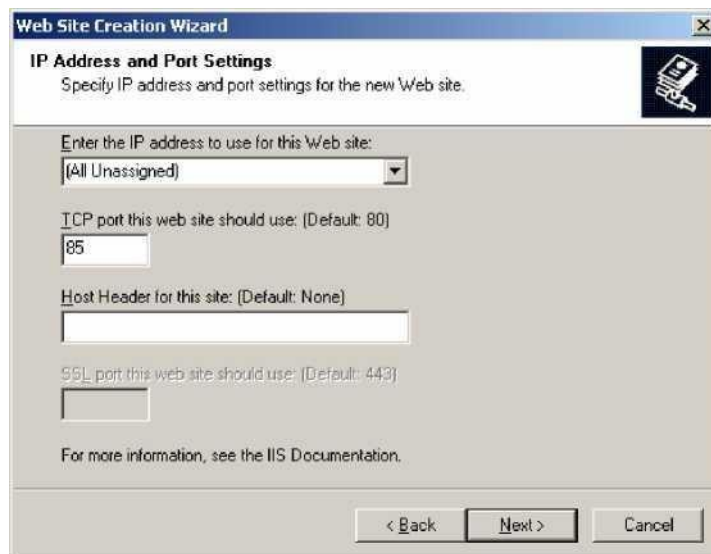 Web Site Creation Wizard
IP Address and Port Settings
Specify IP address and port settings for the new Web site.
Enter the IP address to use for this Web site:
(All Unassigned)
TCP port this web site should use: (Default: 80)
85
Host Header for this site: (Default: None)
SSL port this web site should use: (Default: 443)
For more information, see the IIS Documentation.
< Back Next > Cancel